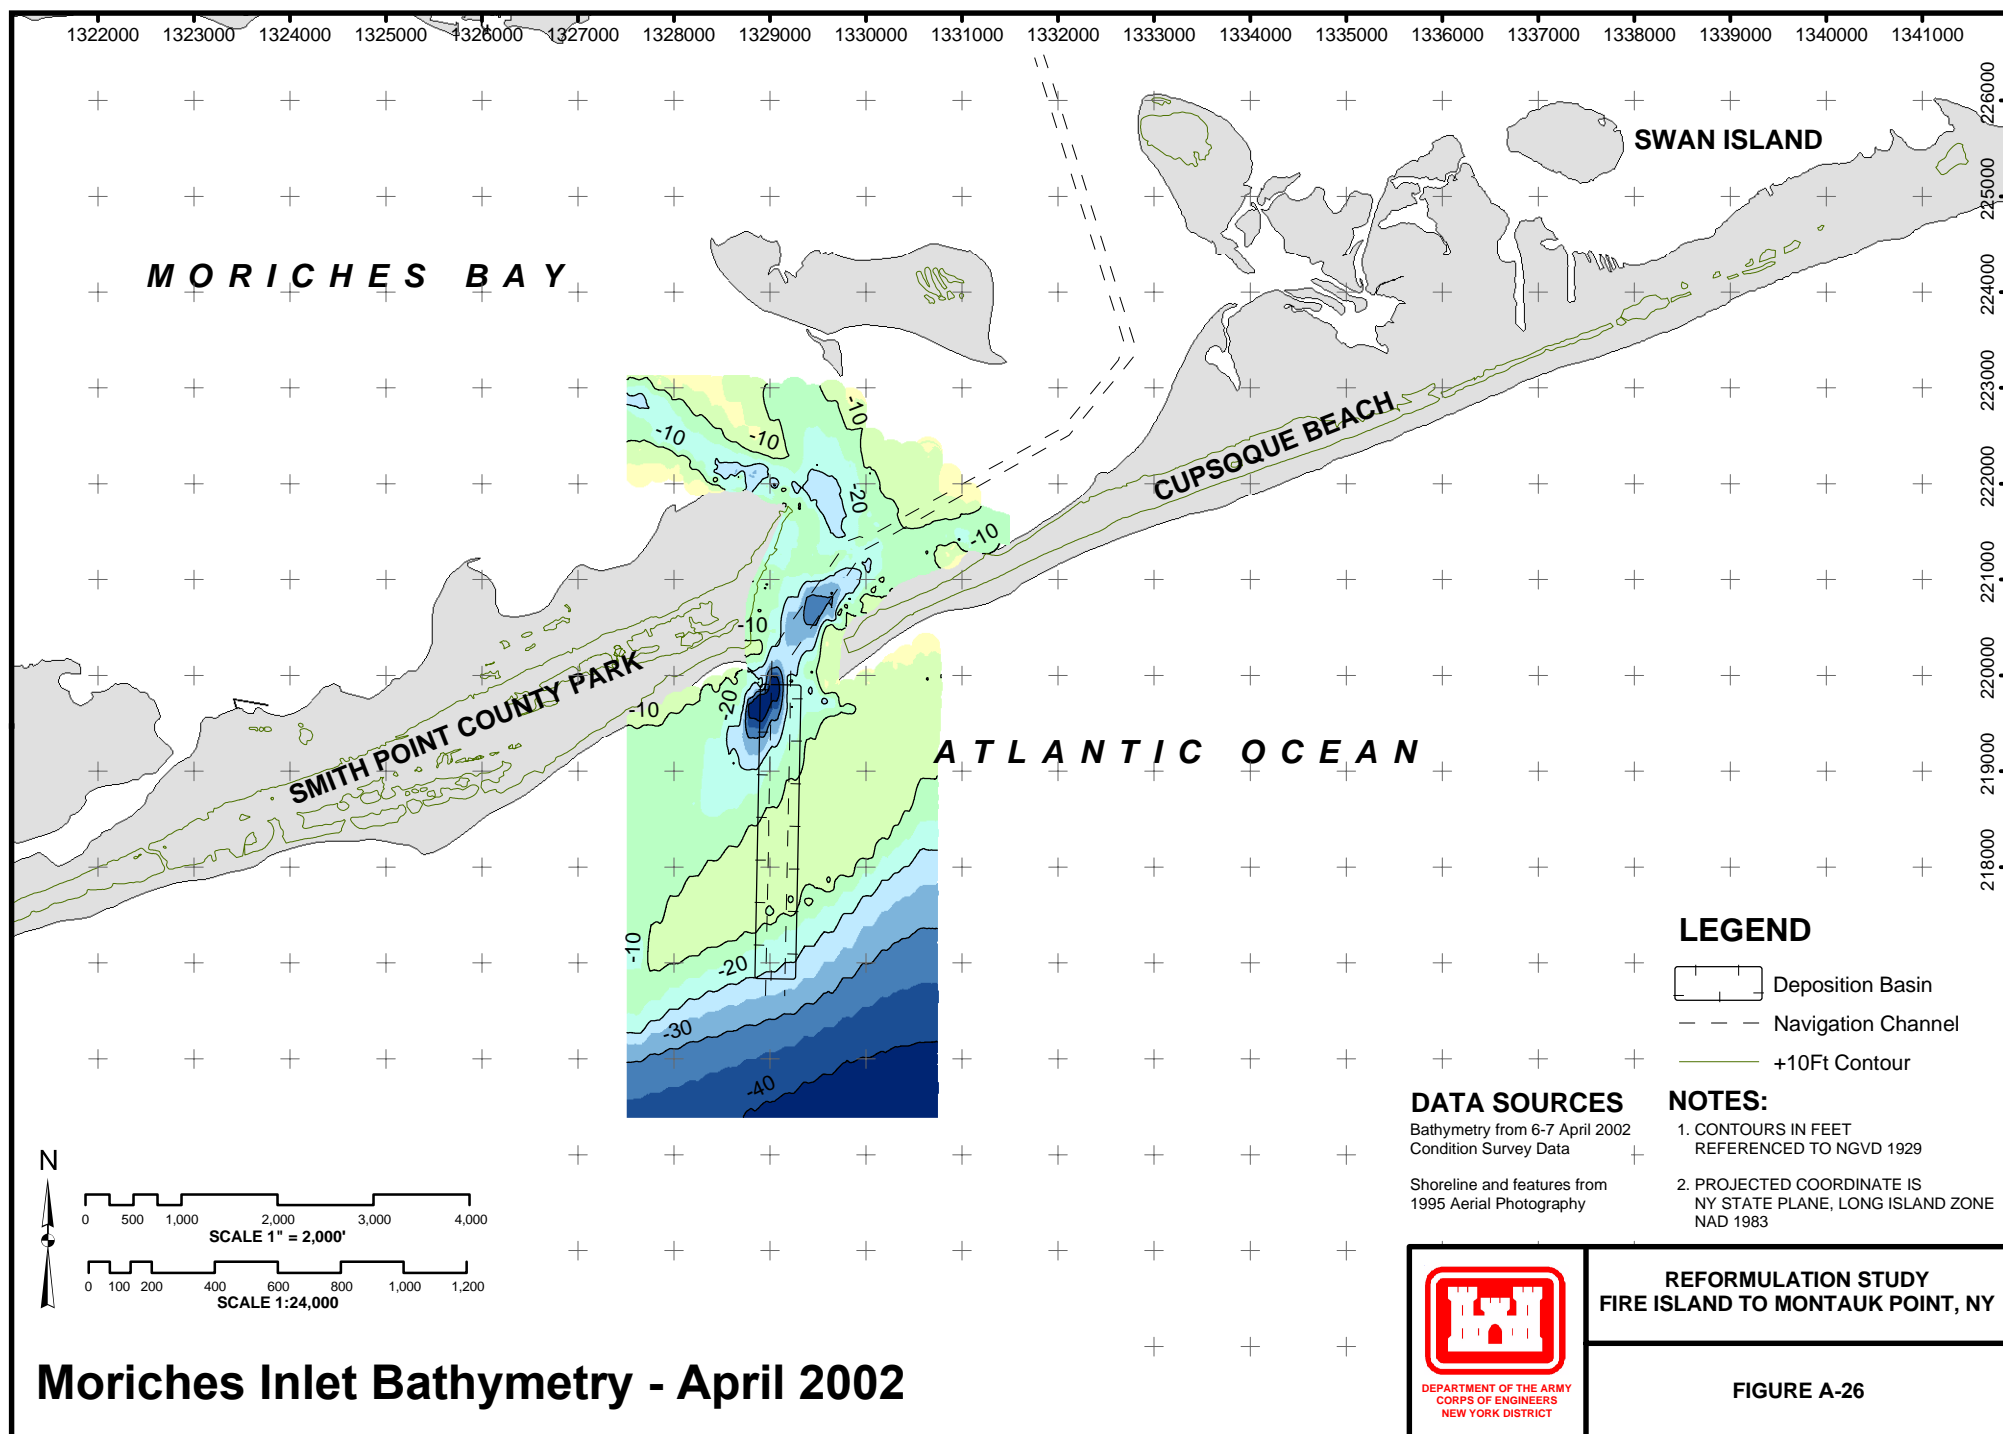 1322000 1323000 1324000 1325000 1326000 1327000 1328000 1329000 1330000 1331000 1332000 1333000 1334000 1335000 1336000 1337000 1338000 1339000 1340000 1341000
226000
225000
224000
223000
222000
221000
220000
219000
218000
SWAN ISLAND
MORICHES BAY
CUPSOQUE BEACH
SMITH POINT COUNTY PARK
ATLANTIC OCEAN
-10
-10
-10
-20
-10
-10
-20
-10
-10
-20
-30
-40
LEGEND
Deposition Basin
Navigation Channel
+10Ft Contour
DATA SOURCES
Bathymetry from 6-7 April 2002
Condition Survey Data
Shoreline and features from
1995 Aerial Photography
NOTES:
1. CONTOURS IN FEET
REFERENCED TO NGVD 1929
2. PROJECTED COORDINATE IS
NY STATE PLANE, LONG ISLAND ZONE
NAD 1983
N
0 500 1,000 2,000 3,000 4,000
SCALE 1" = 2,000'
0 100 200 400 600 800 1,000 1,200
SCALE 1:24,000
Moriches Inlet Bathymetry - April 2002
DEPARTMENT OF THE ARMY
CORPS OF ENGINEERS
NEW YORK DISTRICT
REFORMULATION STUDY
FIRE ISLAND TO MONTAUK POINT, NY
FIGURE A-26